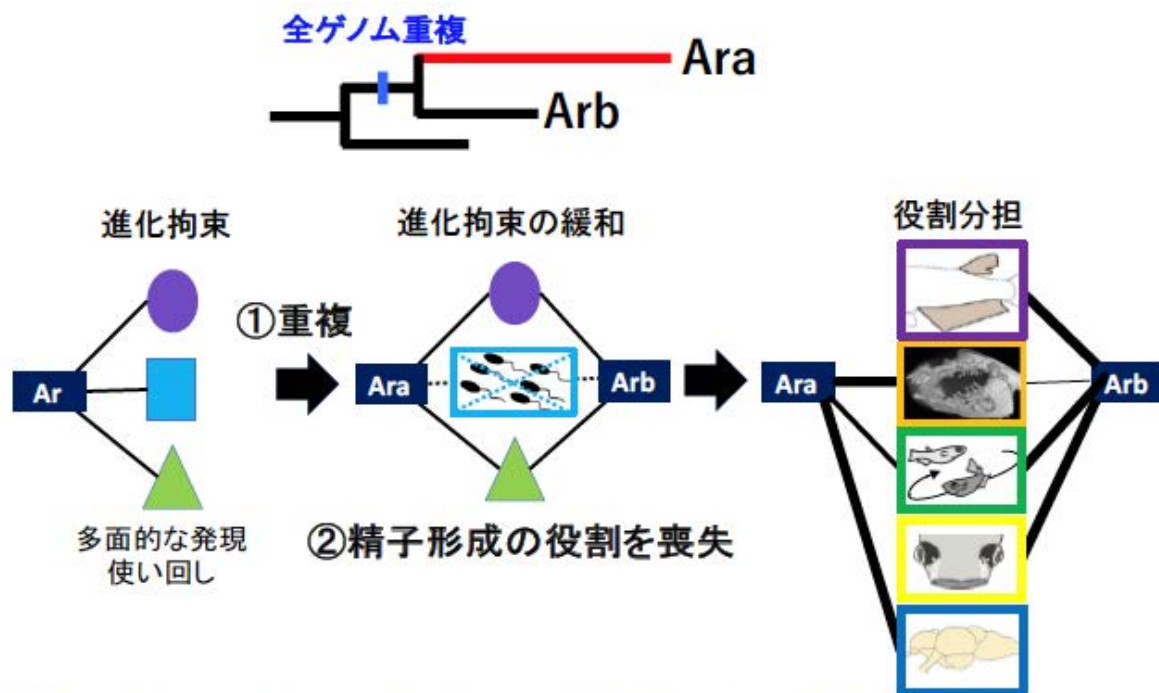 全ゲノム重複
Ara
Arb
進化拘束
進化拘束の緩和
役割分担
①重複
Ar
Ara
Arb
Ara
Arb
多面的な発現
使い回し
②精子形成の役割を喪失